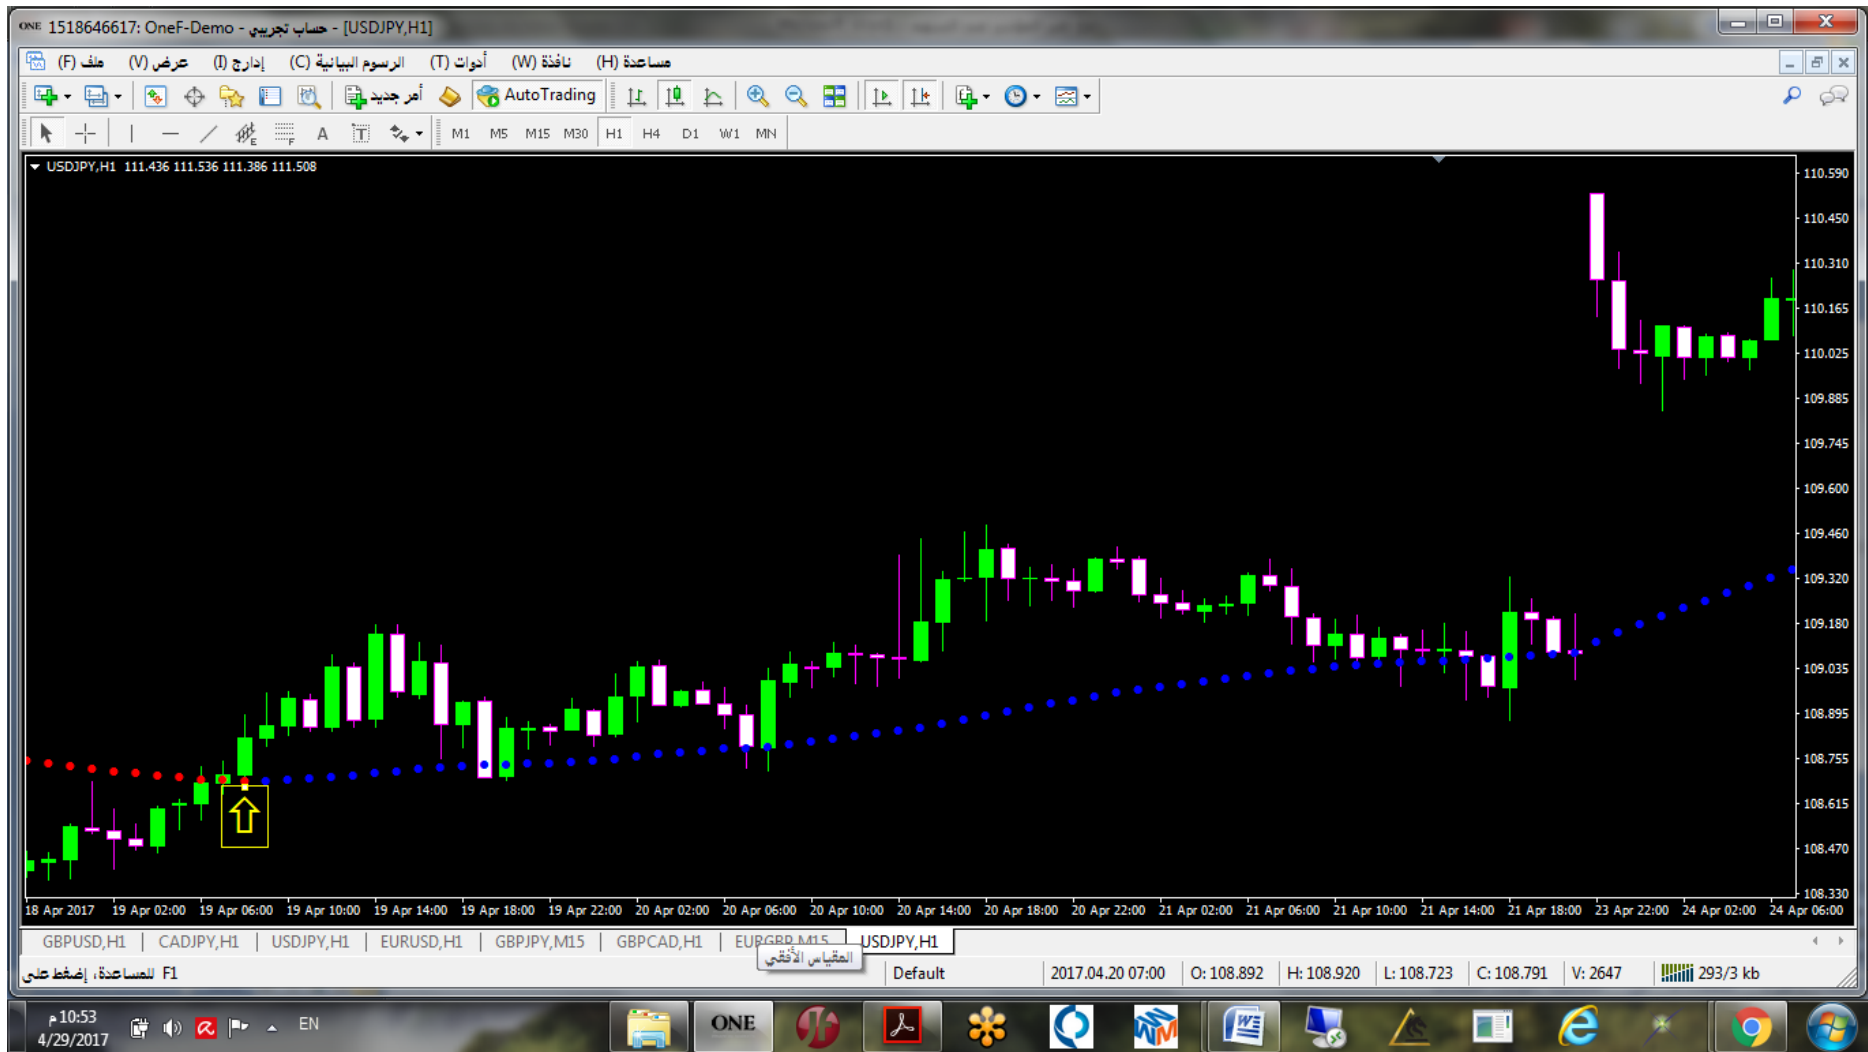 ONE 1518646617: OneF-Demo - حساب تجريبي - [USDJPY,H1]
ملف (F) عرض (V) إدارج (I) الرسوم البيانية (C) أدوات (T) نافذة (W) مساعدة (H)
أمر جديد AutoTrading
E F A T M1 M5 M15 M30 H1 H4 D1 W1 MN
USDJPY,H1 111.436 111.536 111.386 111.508
110.590
110.450
110.310
110.165
110.025
109.885
109.745
109.600
109.460
109.320
109.180
109.035
108.895
108.755
108.615
108.470
108.330
18 Apr 2017 19 Apr 02:00 19 Apr 06:00 19 Apr 10:00 19 Apr 14:00 19 Apr 18:00 19 Apr 22:00 20 Apr 02:00 20 Apr 06:00 20 Apr 10:00 20 Apr 14:00 20 Apr 18:00 20 Apr 22:00 21 Apr 02:00 21 Apr 06:00 21 Apr 10:00 21 Apr 14:00 21 Apr 18:00 23 Apr 22:00 24 Apr 02:00 24 Apr 06:00
GBPUSD,H1 CADJPY,H1 USDJPY,H1 EURUSD,H1 GBPJPY,M15 GBPCAD,H1 EURGBP,M15 USDJPY,H1
المقياس الأفقي
للمساعدة، إضغط على F1 Default 2017.04.20 07:00 O: 108.892 H: 108.920 L: 108.723 C: 108.791 V: 2647 293/3 kb
10:53 م EN ONE
4/29/2017